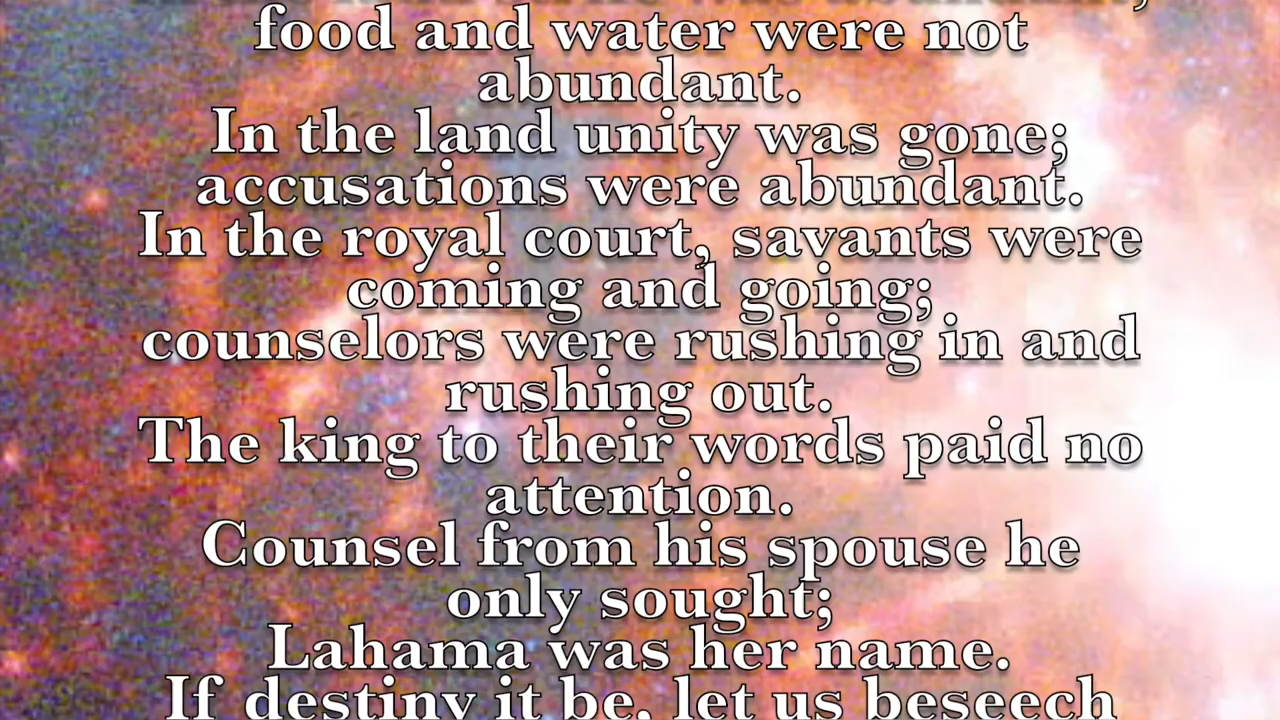 food and water were not
abundant.
In the land unity was gone;
accusations were abundant.
In the royal court, savants were
coming and going;
counselors were rushing in and
rushing out.
The king to their words paid no
attention.
Counsel from his spouse he
only sought;
Lahama was her name.
If destiny it be, let us beseech